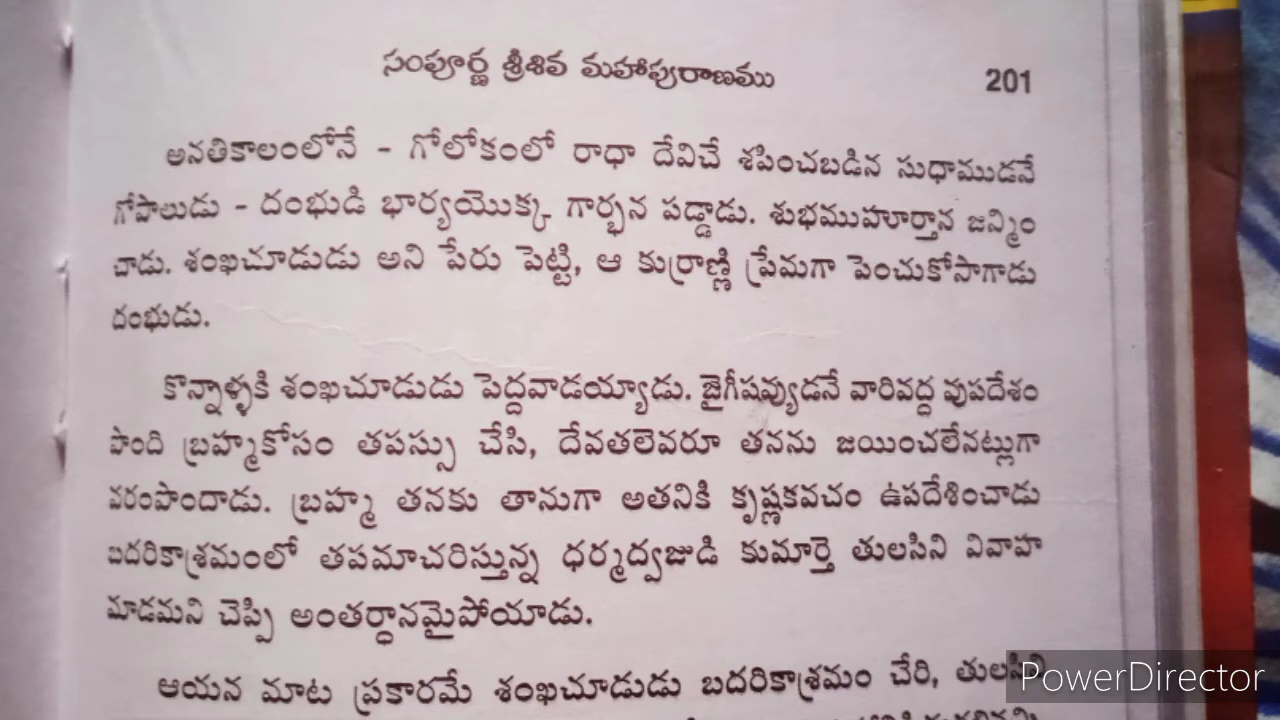 సంపూర్ణ శ్రీశివ మహాపురాణము 201
అనతికాలంలోనే - గోలోకంలో రాధా దేవిచే శపించబడిన సుధాముడనే
గోపాలుడు - దంభుడి భార్యయొక్క గార్భన పడ్డాడు. శుభముహూర్తాన జన్మిం
చాడు. శంఖచూడుడు అని పేరు పెట్టి, ఆ కుర్రాణ్ణి ప్రేమగా పెంచుకోసాగాడు
దంభుడు.
కొన్నాళ్ళకి శంఖచూడుడు పెద్దవాడయ్యాడు. జైగీషవ్యుడనే వారివద్ద వుపదేశం
పొంది బ్రహ్మకోసం తపస్సు చేసి, దేవతలెవరూ తనను జయించలేనట్లుగా
వరంపొందాడు. బ్రహ్మ తనకు తానుగా అతనికి కృష్ణకవచం ఉపదేశించాడు
బదరికాశ్రమంలో తపమాచరిస్తున్న ధర్మద్వజుడి కుమార్తె తులసిని వివాహ
మాడమని చెప్పి అంతర్ధానమైపోయాడు.
ఆయన మాట ప్రకారమే శంఖచూడుడు బదరికాశ్రమం చేరి, తులసిని
PowerDirector